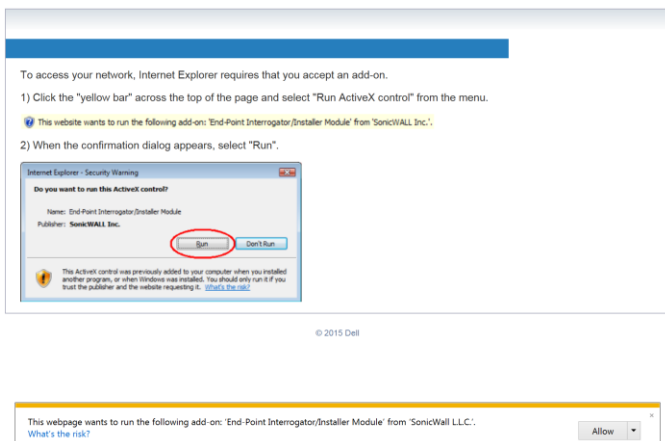 To access your network, Internet Explorer requires that you accept an add-on.
1) Click the "yellow bar" across the top of the page and select "Run ActiveX control" from the menu.
This website wants to run the following add-on: 'End-Point Interrogator/Installer Module' from 'SonicWALL Inc.'.
2) When the confirmation dialog appears, select "Run".
Internet Explorer - Security Warning
Do you want to run this ActiveX control?
Name: End-Point Interrogator/Installer Module
Publisher: SonicWALL Inc.
Run Don't Run
This ActiveX control was previously added to your computer when you installed
another program, or when Windows was installed. You should only run it if you
trust the publisher and the website requesting it. What's the risk?
© 2015 Dell
This webpage wants to run the following add-on: 'End-Point Interrogator/Installer Module' from 'SonicWall L.L.C.'.
What's the risk?
Allow